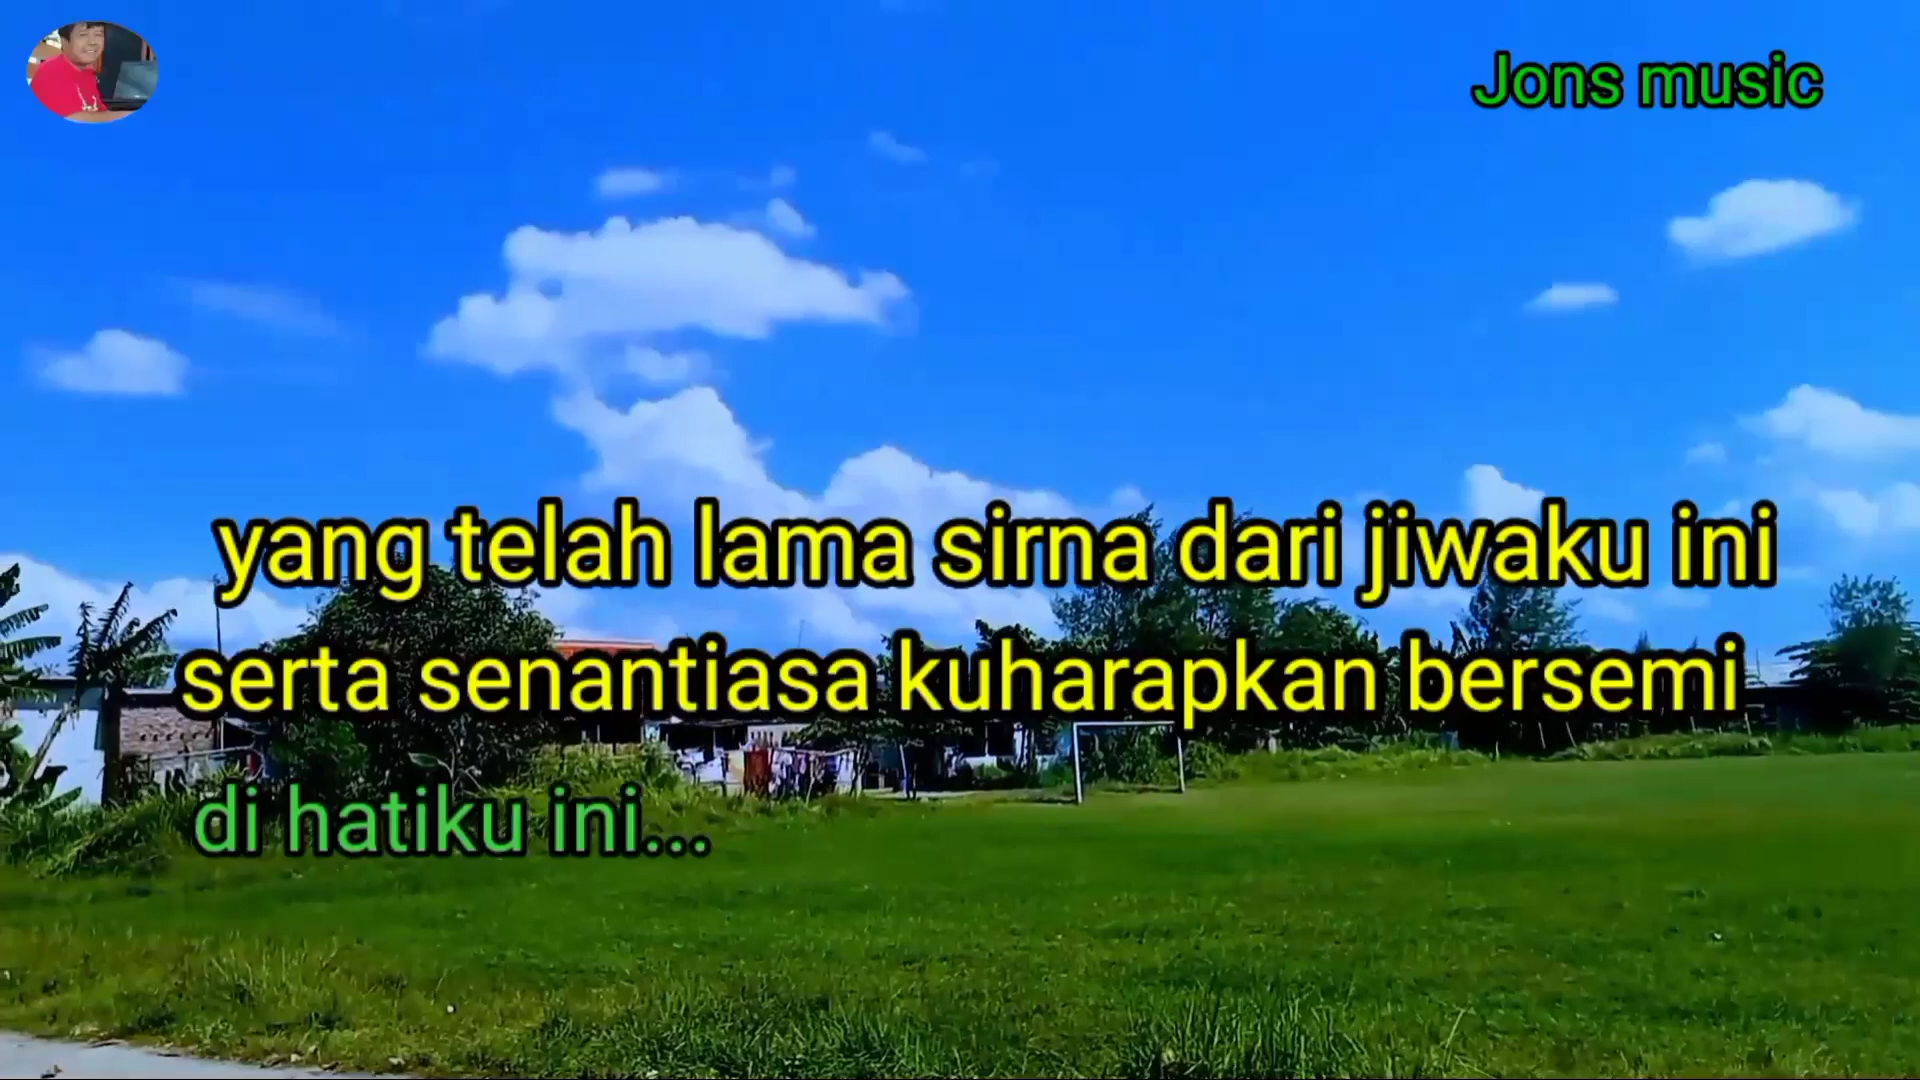 Jons music
yang telah lama sirna dari jiwaku ini
serta senantiasa kuharapkan bersemi
di hatiku ini...